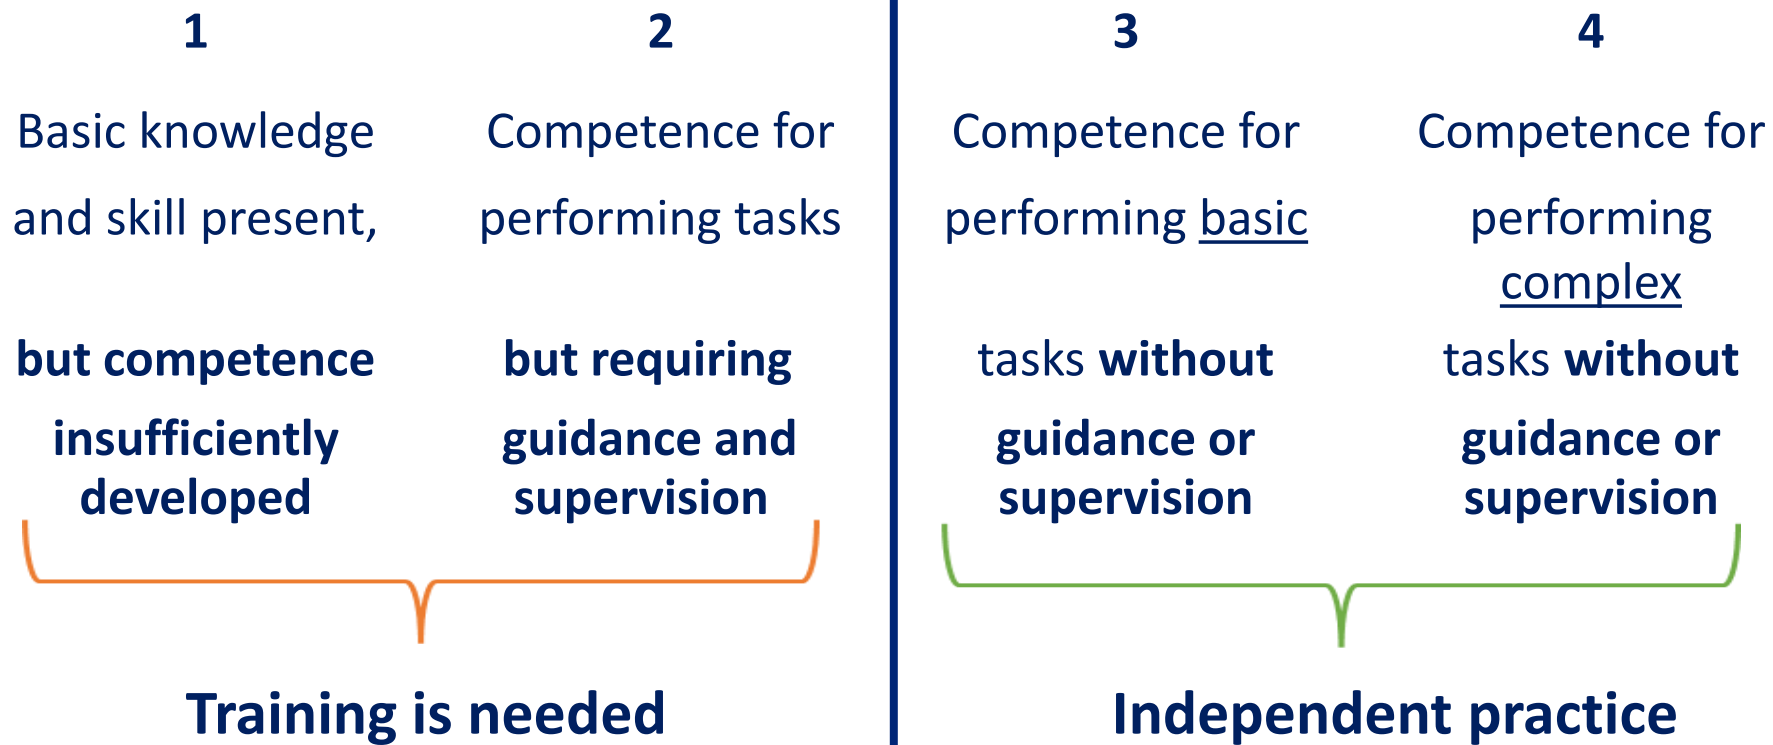 1
Basic knowledge
and skill present,
but competence
insufficiently
developed
2
Competence for
performing tasks
but requiring
guidance and
supervision
Training is needed
3
Competence for
performing basic
tasks without
guidance or
supervision
4
Competence for
performing
complex
tasks without
guidance or
supervision
Independent practice